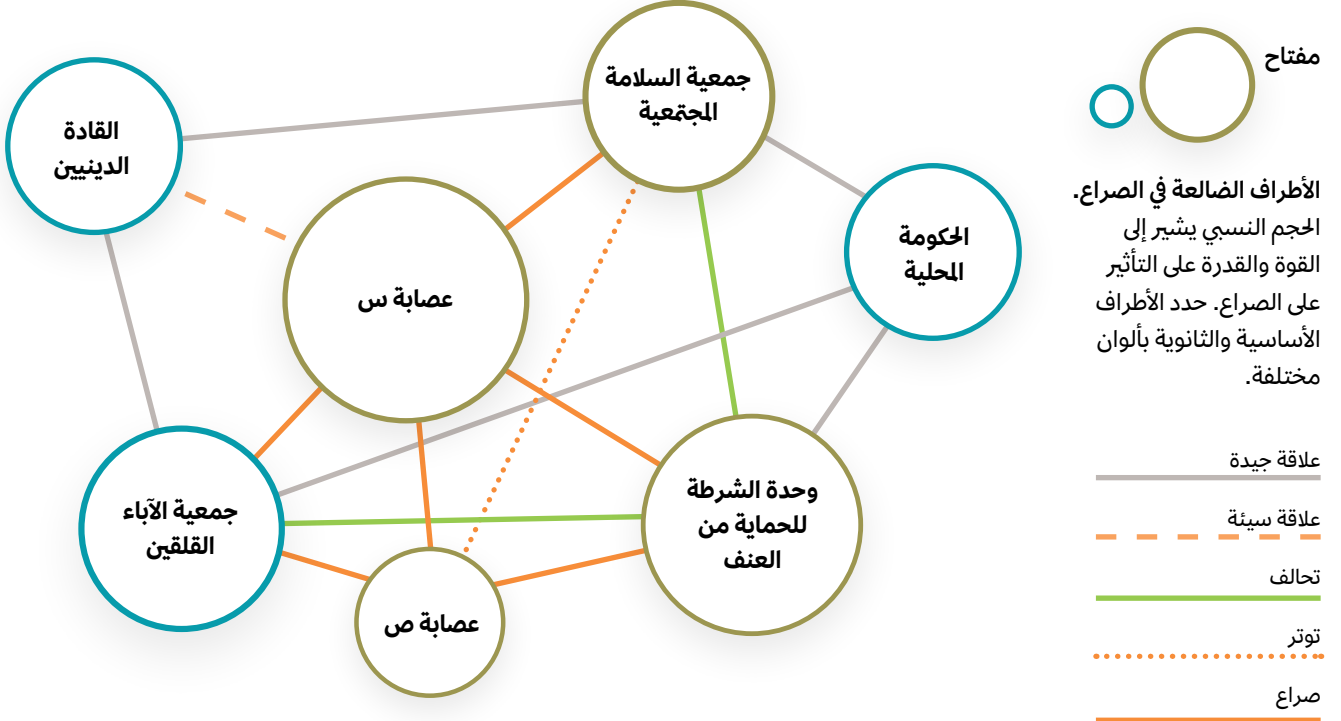 مفتاح
الأطراف الضالعة في الصراع.
الحجم النسبي يشير إلى
القوة والقدرة على التأثير
على الصراع. حدد الأطراف
الأساسية والثانوية بألوان
مختلفة.
علاقة جيدة
علاقة سيئة
تحالف
توتر
صراع
جمعية السلامة
المجتمعية
القادة
الدينيين
الحكومة
المحلية
عصابة س
وحدة الشرطة
للحماية من
العنف
جمعية الآباء
القلقين
عصابة ص